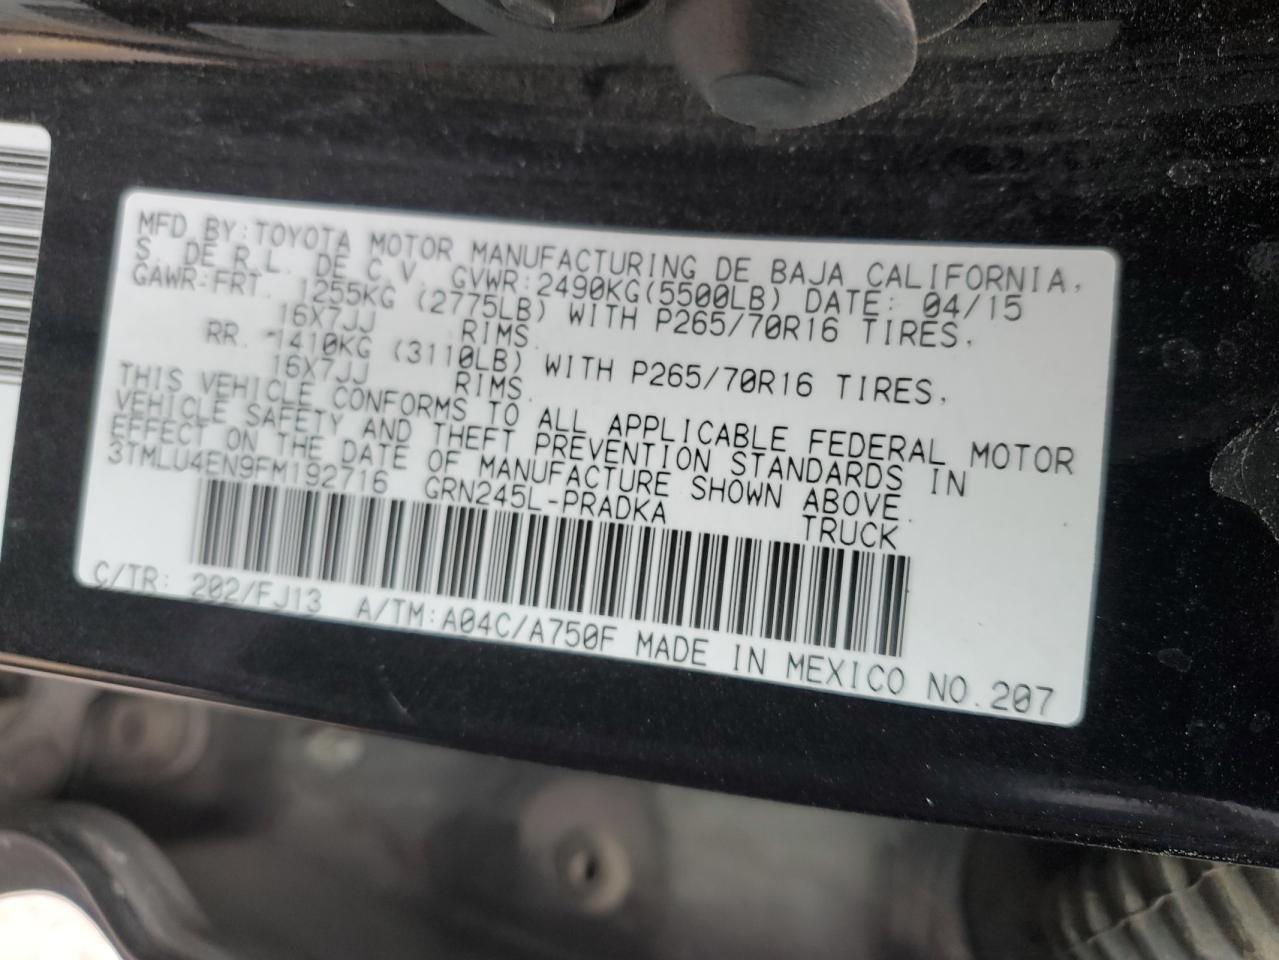 MFD BY:TOYOTA MOTOR MANUFACTURING DE BAJA CALIFORNIA,
S. DE R.L. DE C.V. GVWR:2490KG(5500LB) DATE: 04/15
GAWR:FRT. 1255KG (2775LB) WITH P265/70R16 TIRES,
16X7JJ RIMS.
RR. 1410KG (3110LB) WITH P265/70R16 TIRES,
16X7JJ RIMS.
THIS VEHICLE CONFORMS TO ALL APPLICABLE FEDERAL MOTOR
VEHICLE SAFETY AND THEFT PREVENTION STANDARDS IN
EFFECT ON THE DATE OF MANUFACTURE SHOWN ABOVE.
3TMLU4EN9FM192716 GRN245L-PRADKA TRUCK
C/TR: 202/FJ13 A/TM:A04C/A750F MADE IN MEXICO NO.207